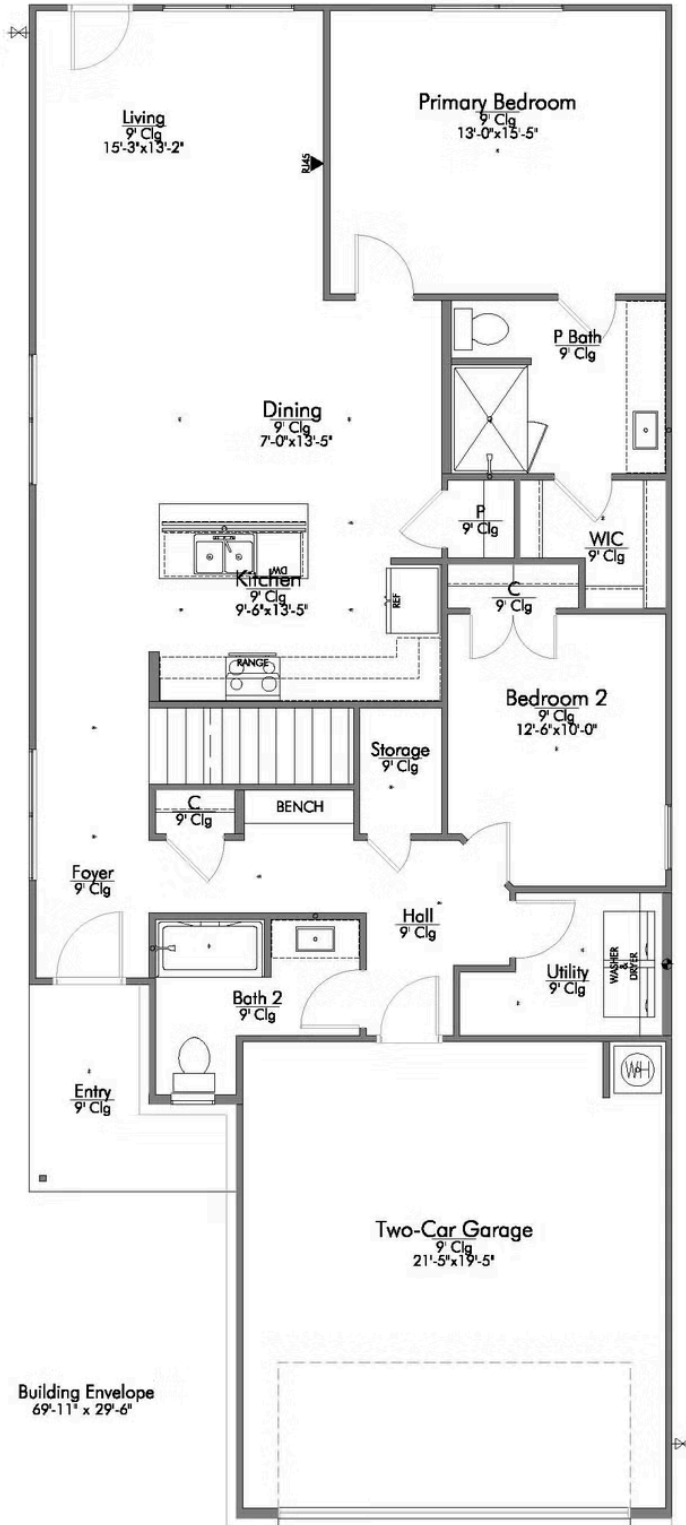 Living
9' Clg
15'-3"x13'-2"
Primary Bedroom
9' Clg
13'-0"x15'-5"
RJ45
P Bath
9' Clg
Dining
9' Clg
7'-0"x13'-5"
P
9' Clg
WIC
9' Clg
DW
Kitchen
9' Clg
9'-6"x13'-5"
REF
C
9' Clg
RANGE
Bedroom 2
9' Clg
12'-6"x10'-0"
Storage
9' Clg
C
9' Clg
BENCH
Foyer
9' Clg
Hall
9' Clg
Utility
9' Clg
WASHER
&
DRYER
Bath 2
9' Clg
Entry
9' Clg
WH
Two-Car Garage
9' Clg
21'-5"x19'-5"
Building Envelope
69'-11" x 29'-6"